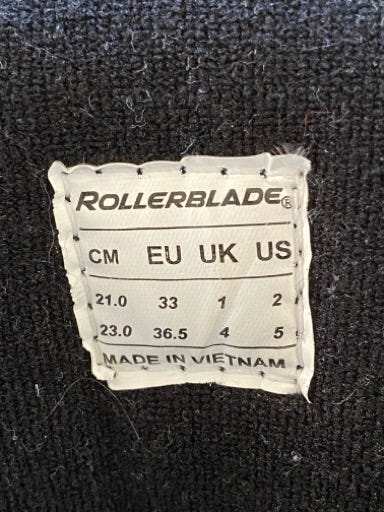 ROLLERBLADE®
CM EU UK US
21.0 33 1 2
23.0 36.5 4 5
MADE IN VIETNAM